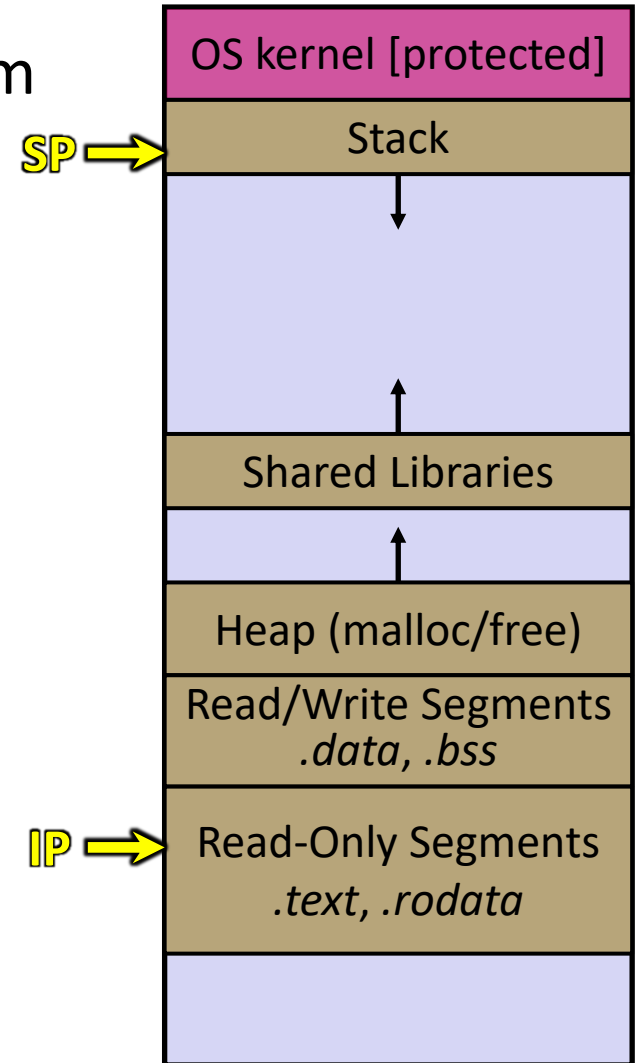 m
OS kernel [protected]
SP
Stack
Shared Libraries
Heap (malloc/free)
Read/Write Segments
.data, .bss
IP
Read-Only Segments
.text, .rodata